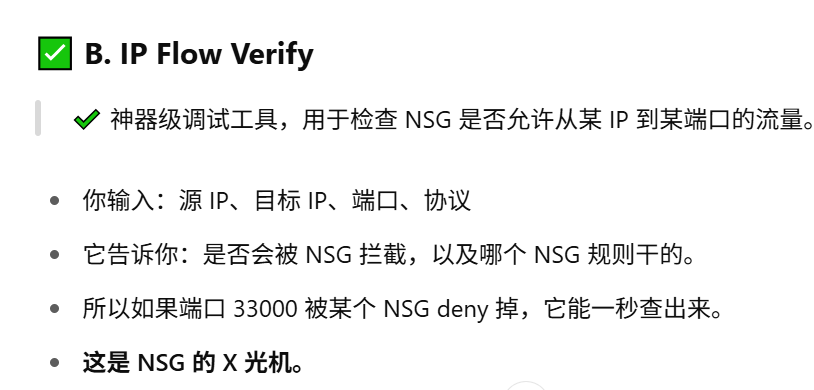 ✅ B. IP Flow Verify
✔ 神器级调试工具，用于检查 NSG 是否允许从某 IP 到某端口的流量。
• 你输入：源 IP、目标 IP、端口、协议
• 它告诉你：是否会被 NSG 拦截，以及哪个 NSG 规则干的。
• 所以如果端口 33000 被某个 NSG deny 掉，它能一秒查出来。
• 这是 NSG 的 X 光机。